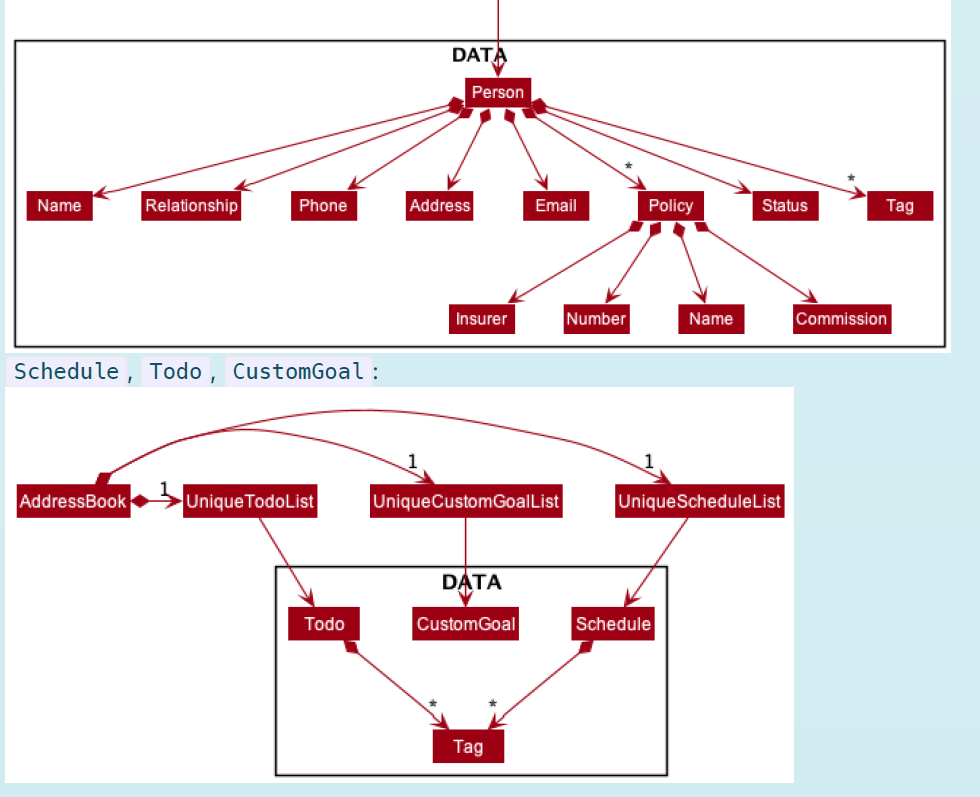 DATA
Person
*
*
Name Relationship Phone Address Email Policy Status Tag
Insurer Number Name Commission
Schedule, Todo, CustomGoal:
1 1
AddressBook 1 UniqueTodoList UniqueCustomGoalList UniqueScheduleList
DATA
Todo CustomGoal Schedule
* *
Tag